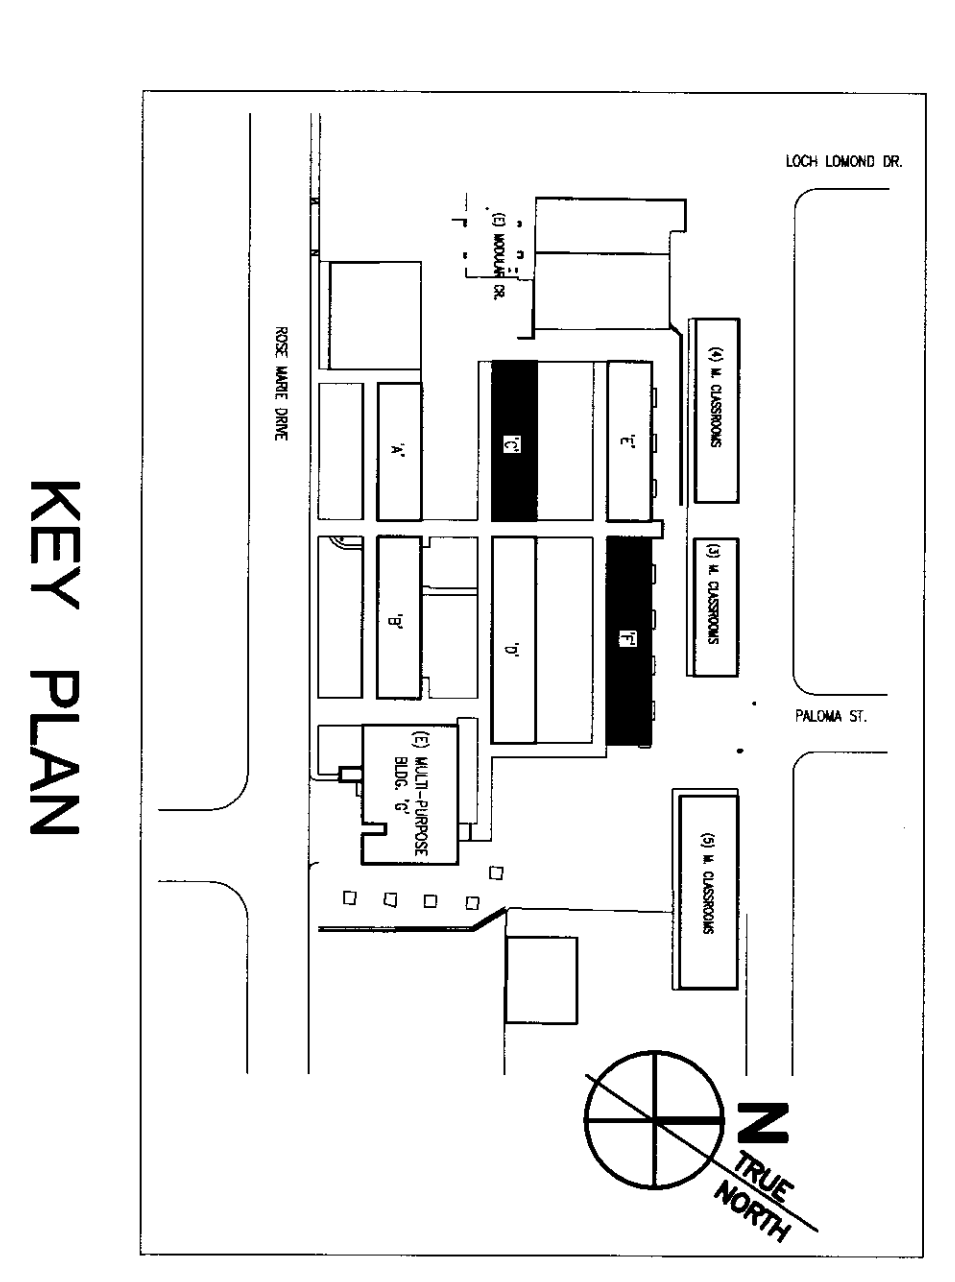 KEY PLAN
LOCH LOMOND DR.
(E) MODULAR CR.
ROSE MARIE DRIVE
(4) M. CLASSROOMS
'A'
'C'
'E'
(3) M. CLASSROOMS
'B'
'D'
'F'
PALOMA ST.
(E) MULTI-PURPOSE
BLDG. 'G'
(5) M. CLASSROOMS
N
TRUE
NORTH